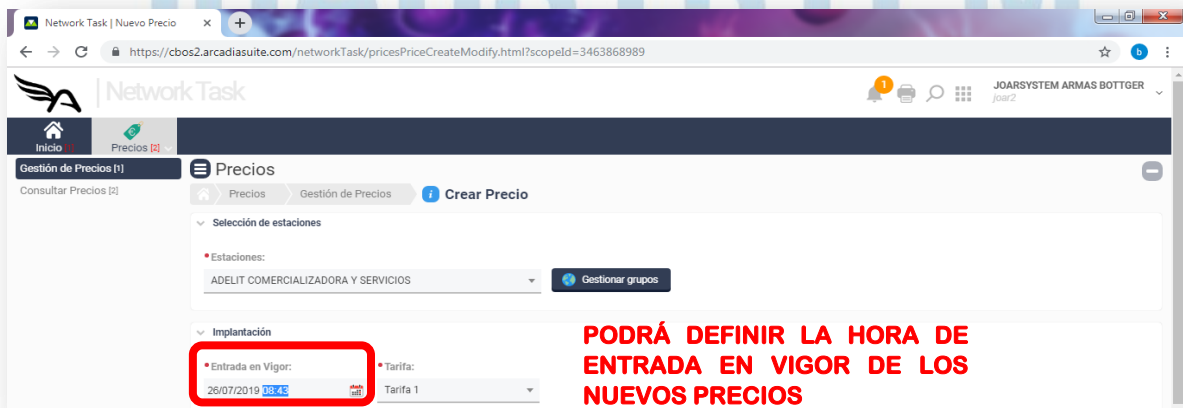 Network Task | Nuevo Precio
https://cbos2.arcadiasuite.com/networkTask/pricesPriceCreateModify.html?scopeId=3463868989
b
Network Task
1
JOARSYSTEM ARMAS BOTTGER
joar2
Inicio [1]
Precios [2]
Gestión de Precios [1]
Consultar Precios [2]
Precios
Precios
Gestión de Precios
Crear Precio
Selección de estaciones
•Estaciones:
ADELIT COMERCIALIZADORA Y SERVICIOS
Gestionar grupos
Implantación
•Entrada en Vigor:
•Tarifa:
26/07/2019 08:43
Tarifa 1
PODRÁ DEFINIR LA HORA DE
ENTRADA EN VIGOR DE LOS
NUEVOS PRECIOS